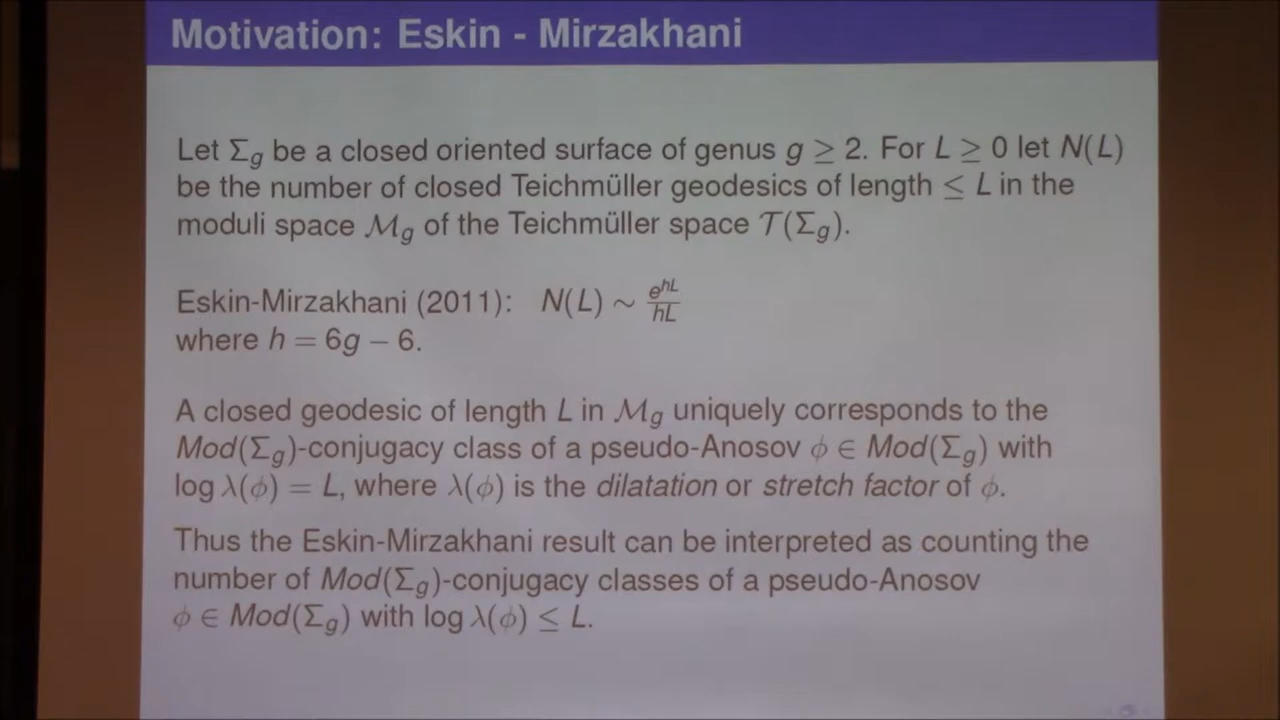 Motivation: Eskin - Mirzakhani
Let Σ_g be a closed oriented surface of genus g ≥ 2. For L ≥ 0 let N(L)
be the number of closed Teichmüller geodesics of length ≤ L in the
moduli space ℳ_g of the Teichmüller space 𝒯(Σ_g).
Eskin-Mirzakhani (2011): N(L) ~ e^{hL}/hL
where h = 6g − 6.
A closed geodesic of length L in ℳ_g uniquely corresponds to the
Mod(Σ_g)-conjugacy class of a pseudo-Anosov ϕ ∈ Mod(Σ_g) with
log λ(ϕ) = L, where λ(ϕ) is the dilatation or stretch factor of ϕ.
Thus the Eskin-Mirzakhani result can be interpreted as counting the
number of Mod(Σ_g)-conjugacy classes of a pseudo-Anosov
ϕ ∈ Mod(Σ_g) with log λ(ϕ) ≤ L.